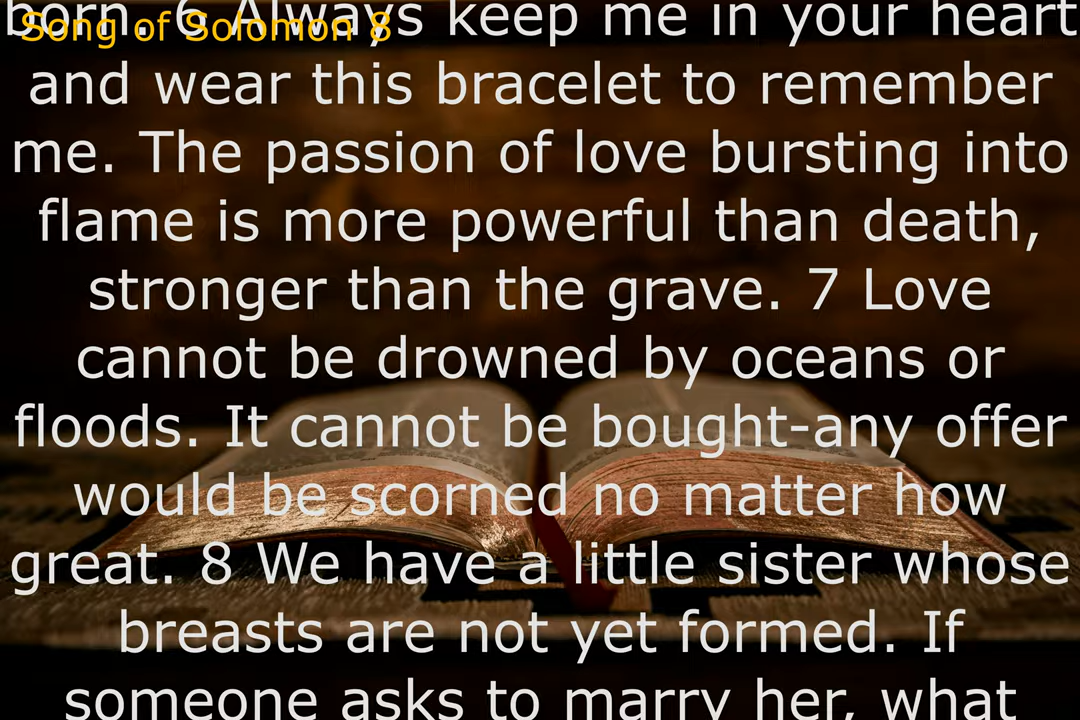 Song of Solomon 8
born. 6 Always keep me in your heart
and wear this bracelet to remember
me. The passion of love bursting into
flame is more powerful than death,
stronger than the grave. 7 Love
cannot be drowned by oceans or
floods. It cannot be bought-any offer
would be scorned no matter how
great. 8 We have a little sister whose
breasts are not yet formed. If
someone asks to marry her, what